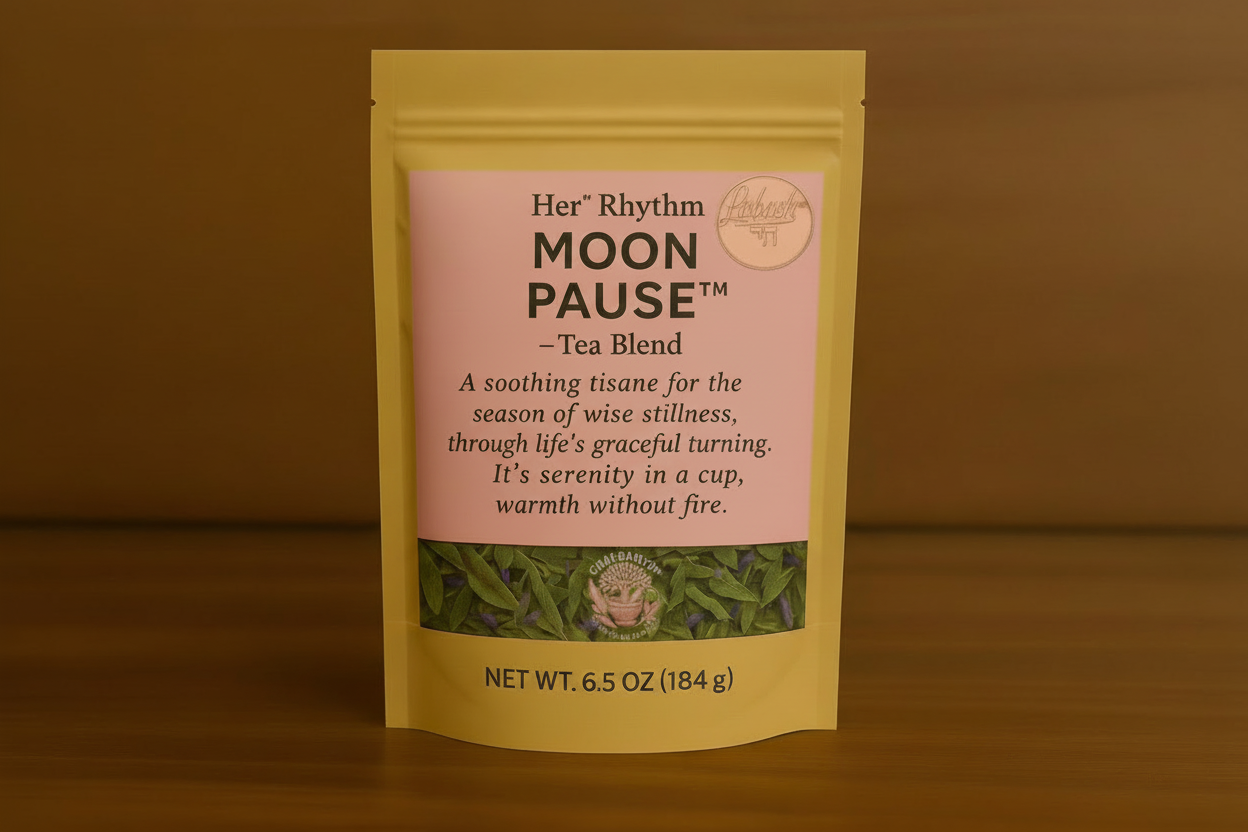 Her" Rhythm
MOON
PAUSE™
–Tea Blend
A soothing tisane for the
season of wise stillness,
through life's graceful turning.
It's serenity in a cup,
warmth without fire.
NET WT. 6.5 OZ (184 g)